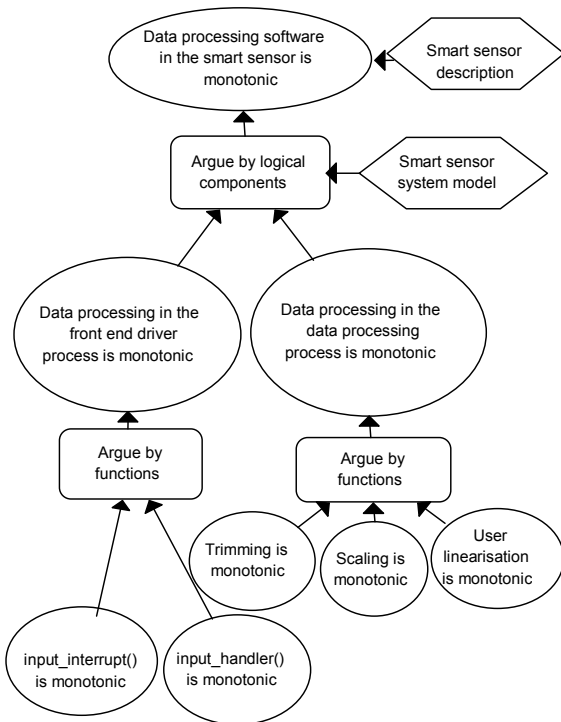 Data processing software
in the smart sensor is
monotonic
Smart sensor
description
Argue by logical
components
Smart sensor
system model
Data processing in the
front end driver
process is monotonic
Data processing in the
data processing
process is monotonic
Argue by
functions
Argue by
functions
Trimming is
monotonic
Scaling is
monotonic
User
linearisation
is monotonic
input_interrupt()
is monotonic
input_handler()
is monotonic